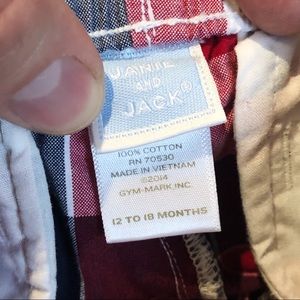 JANIE
AND
JACK®
100% COTTON
RN 70530
MADE IN VIETNAM
©2014
GYM-MARK INC.
12 TO 18 MONTHS